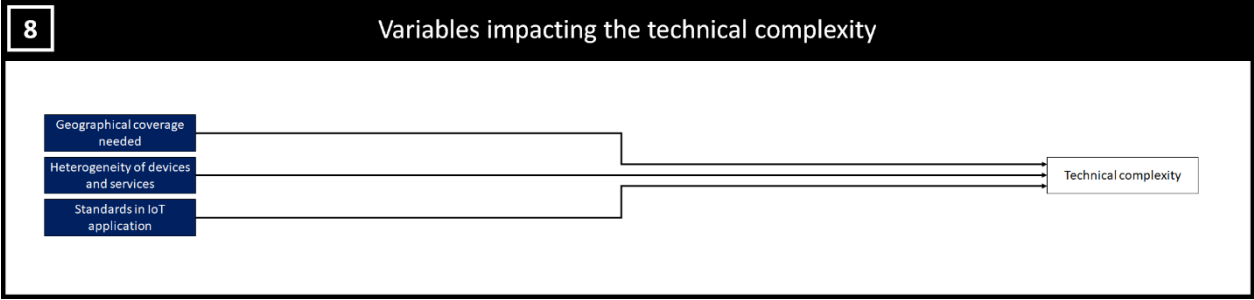 8
Variables impacting the technical complexity
Geographical coverage
needed
Heterogeneity of devices
and services
Standards in IoT
application
Technical complexity